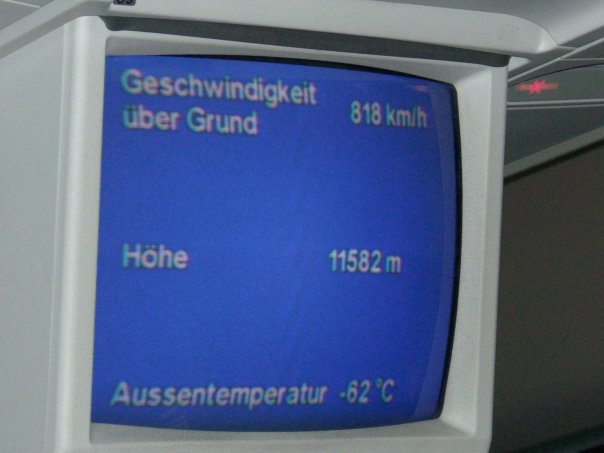 Geschwindigkeit
über Grund 818 km/h
Höhe 11582 m
Aussentemperatur -62 °C